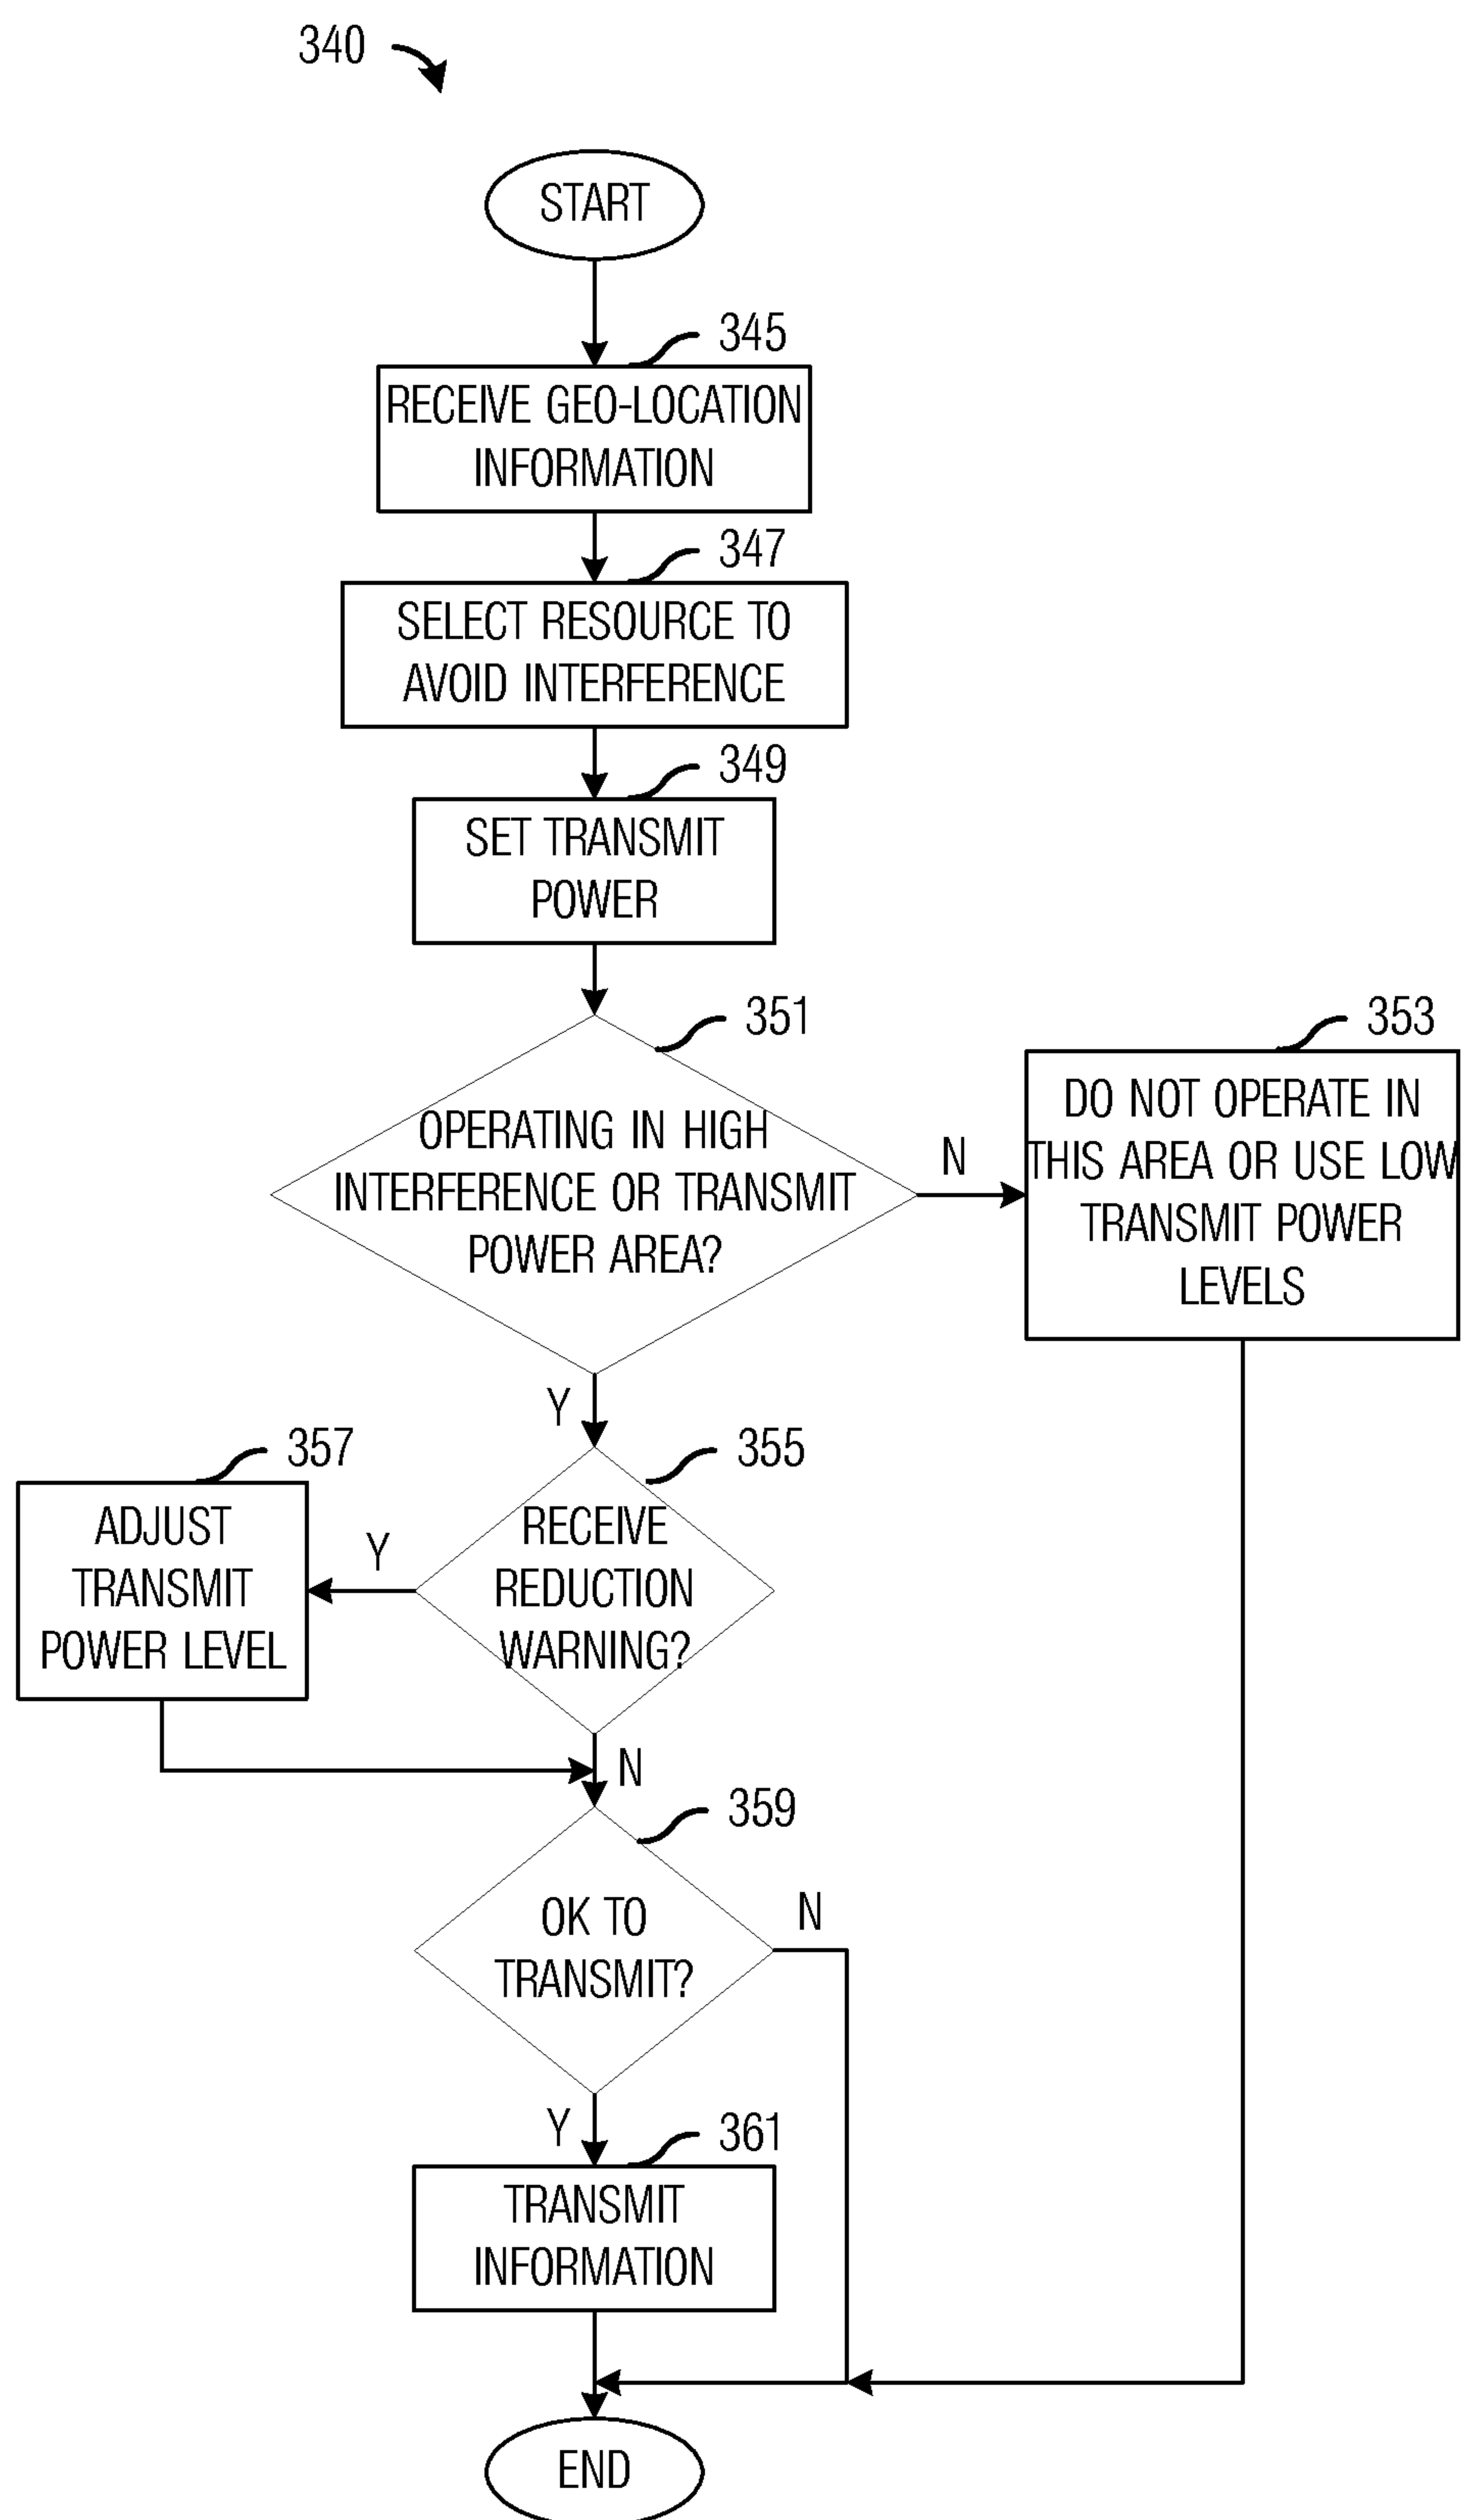 340
START
345
RECEIVE GEO-LOCATION
INFORMATION
347
SELECT RESOURCE TO
AVOID INTERFERENCE
349
SET TRANSMIT
POWER
351
OPERATING IN HIGH
INTERFERENCE OR TRANSMIT
POWER AREA?
N
353
DO NOT OPERATE IN
THIS AREA OR USE LOW
TRANSMIT POWER
LEVELS
Y
355
RECEIVE
REDUCTION
WARNING?
Y
357
ADJUST
TRANSMIT
POWER LEVEL
N
359
OK TO
TRANSMIT?
N
Y
361
TRANSMIT
INFORMATION
END